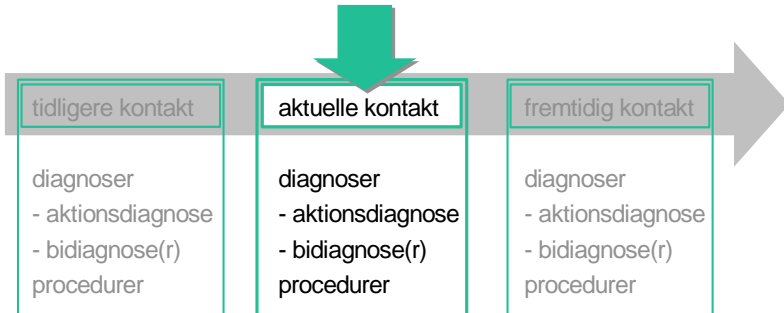 tidligere kontakt
diagnoser
- aktionsdiagnose
- bidiagnose(r)
procedurer
aktuelle kontakt
diagnoser
- aktionsdiagnose
- bidiagnose(r)
procedurer
fremtidig kontakt
diagnoser
- aktionsdiagnose
- bidiagnose(r)
procedurer